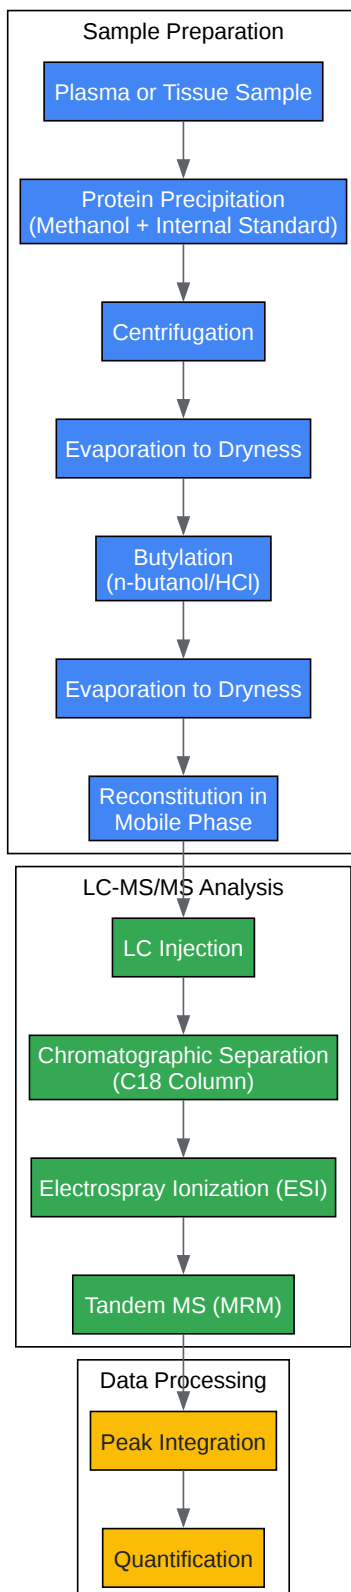 Sample Preparation
Plasma or Tissue Sample
Protein Precipitation
(Methanol + Internal Standard)
Centrifugation
Evaporation to Dryness
Butylation
(n-butanol/HCl)
Evaporation to Dryness
Reconstitution in
Mobile Phase
LC-MS/MS Analysis
LC Injection
Chromatographic Separation
(C18 Column)
Electrospray Ionization (ESI)
Tandem MS (MRM)
Data Processing
Peak Integration
Quantification